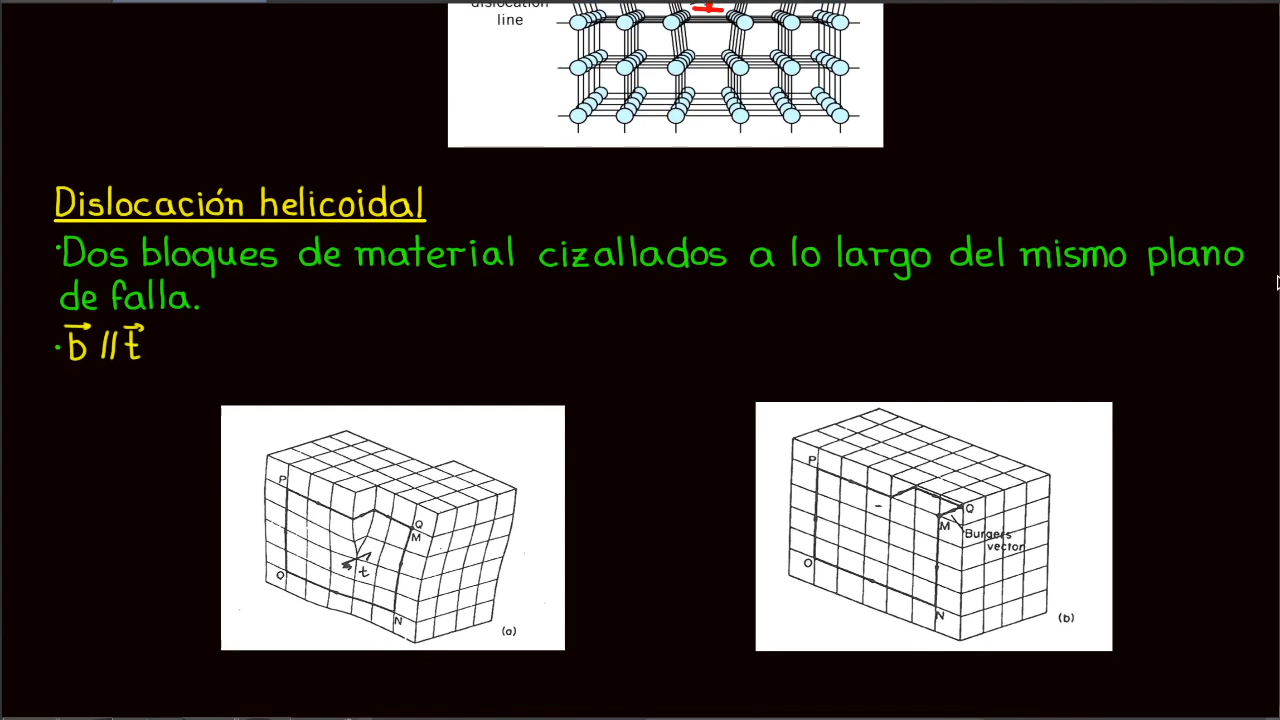 dislocation
line
Dislocación helicoidal
·Dos bloques de material cizallados a lo largo del mismo plano
de falla.
·b⃗ // t⃗
P
Q
M
t
O
N
(a)
P
Q
M
Burgers
vector
O
N
(b)